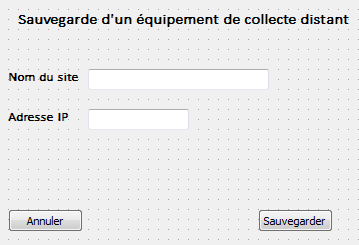 Sauvegarde d'un équipement de collecte distant
Nom du site
Adresse IP
Annuler
Sauvegarder